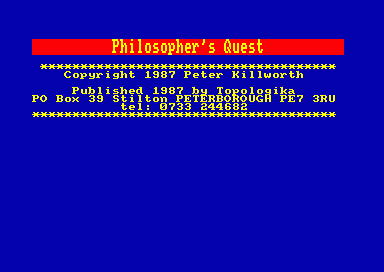 Philosopher's Quest
*************************************
Copyright 1987 Peter Killworth
Published 1987 by Topologika
PO Box 39 Stilton PETERBOROUGH PE7 3RU
tel: 0733 244682
**************************************